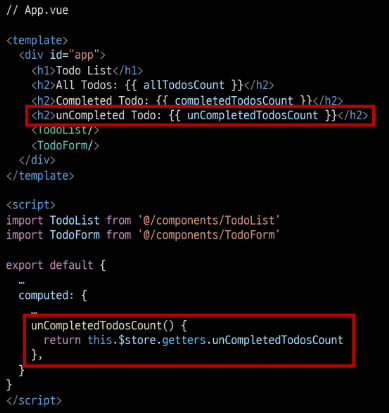 // App.vue
<template>
<div id="app">
<h1>Todo List</h1>
<h2>All Todos: {{ allTodosCount }}</h2>
<h2>Completed Todo: {{ completedTodosCount }}</h2>
<h2>unCompleted Todo: {{ unCompletedTodosCount }}</h2>
<TodoList/>
<TodoForm/>
</div>
</template>
<script>
import TodoList from '@/components/TodoList'
import TodoForm from '@/components/TodoForm'
export default {
…
computed: {
…
unCompletedTodosCount() {
return this.$store.getters.unCompletedTodosCount
},
}
}
</script>